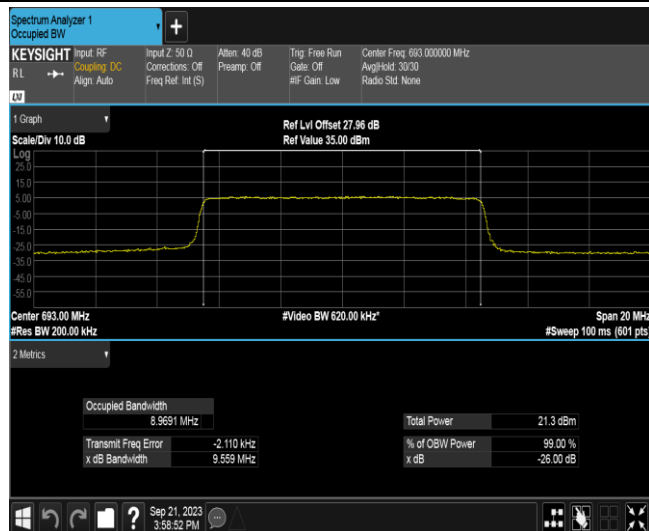 Spectrum Analyzer 1
Occupied BW
+
KEYSIGHT Input: RF Input Z: 50 Ω Atten: 40 dB Trig: Free Run Center Freq: 693.000000 MHz
RL Coupling: DC Corrections: Off Preamp: Off Gate: Off Avg|Hold: 30/30
Align: Auto Freq Ref: Int (S) #IF Gain: Low Radio Std: None
1 Graph
Ref Lvl Offset 27.96 dB
Scale/Div 10.0 dB Ref Value 35.00 dBm
Log
25.0
15.0
5.00
-5.00
-15.0
-25.0
-35.0
-45.0
-55.0
Center 693.00 MHz #Video BW 620.00 kHz* Span 20 MHz
#Res BW 200.00 kHz #Sweep 100 ms (601 pts)
2 Metrics
Occupied Bandwidth
8.9691 MHz Total Power 21.3 dBm
Transmit Freq Error -2.110 kHz % of OBW Power 99.00 %
x dB Bandwidth 9.559 MHz x dB -26.00 dB
? Sep 21, 2023
3:58:52 PM